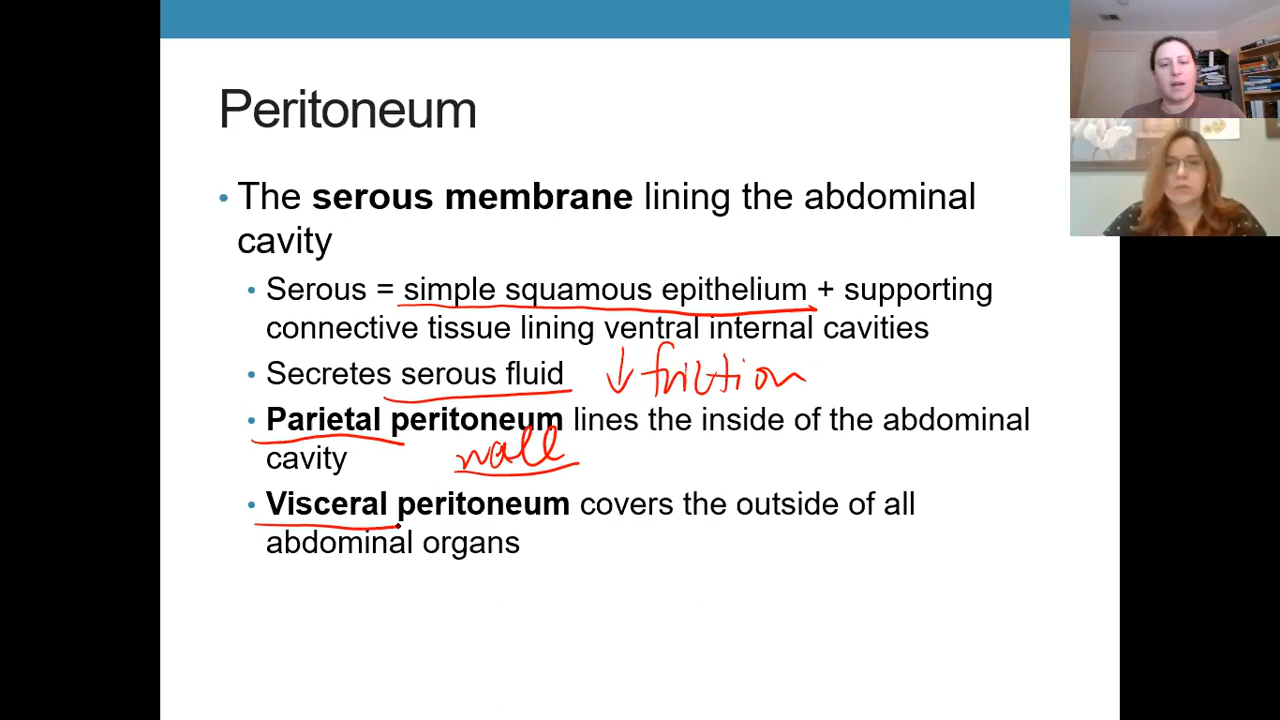 Peritoneum
• The serous membrane lining the abdominal
cavity
• Serous = simple squamous epithelium + supporting
connective tissue lining ventral internal cavities
• Secretes serous fluid ↓ friction
• Parietal peritoneum lines the inside of the abdominal
cavity wall
• Visceral peritoneum covers the outside of all
abdominal organs